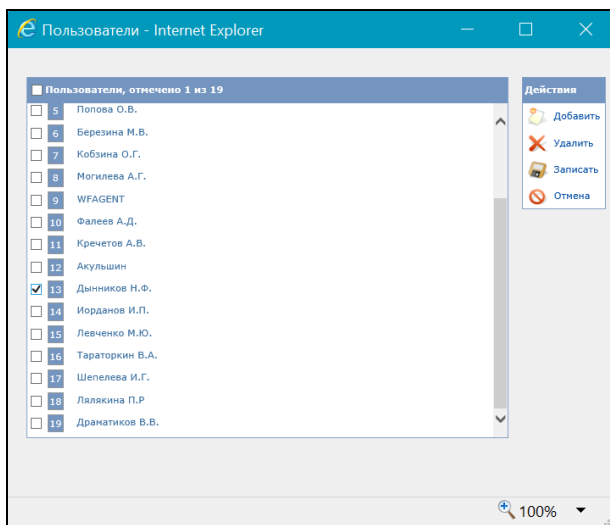 Пользователи - Internet Explorer
Пользователи, отмечено 1 из 19
5 Попова О.В.
6 Березина М.В.
7 Кобзина О.Г.
8 Могилева А.Г.
9 WFAGENT
10 Фалеев А.Д.
11 Кречетов А.В.
12 Акульшин
13 Дынников Н.Ф.
14 Иорданов И.П.
15 Левченко М.Ю.
16 Тараторкин В.А.
17 Шепелева И.Г.
18 Лялякина П.Р
19 Драматиков В.В.
Действия
Добавить
Удалить
Записать
Отмена
100%